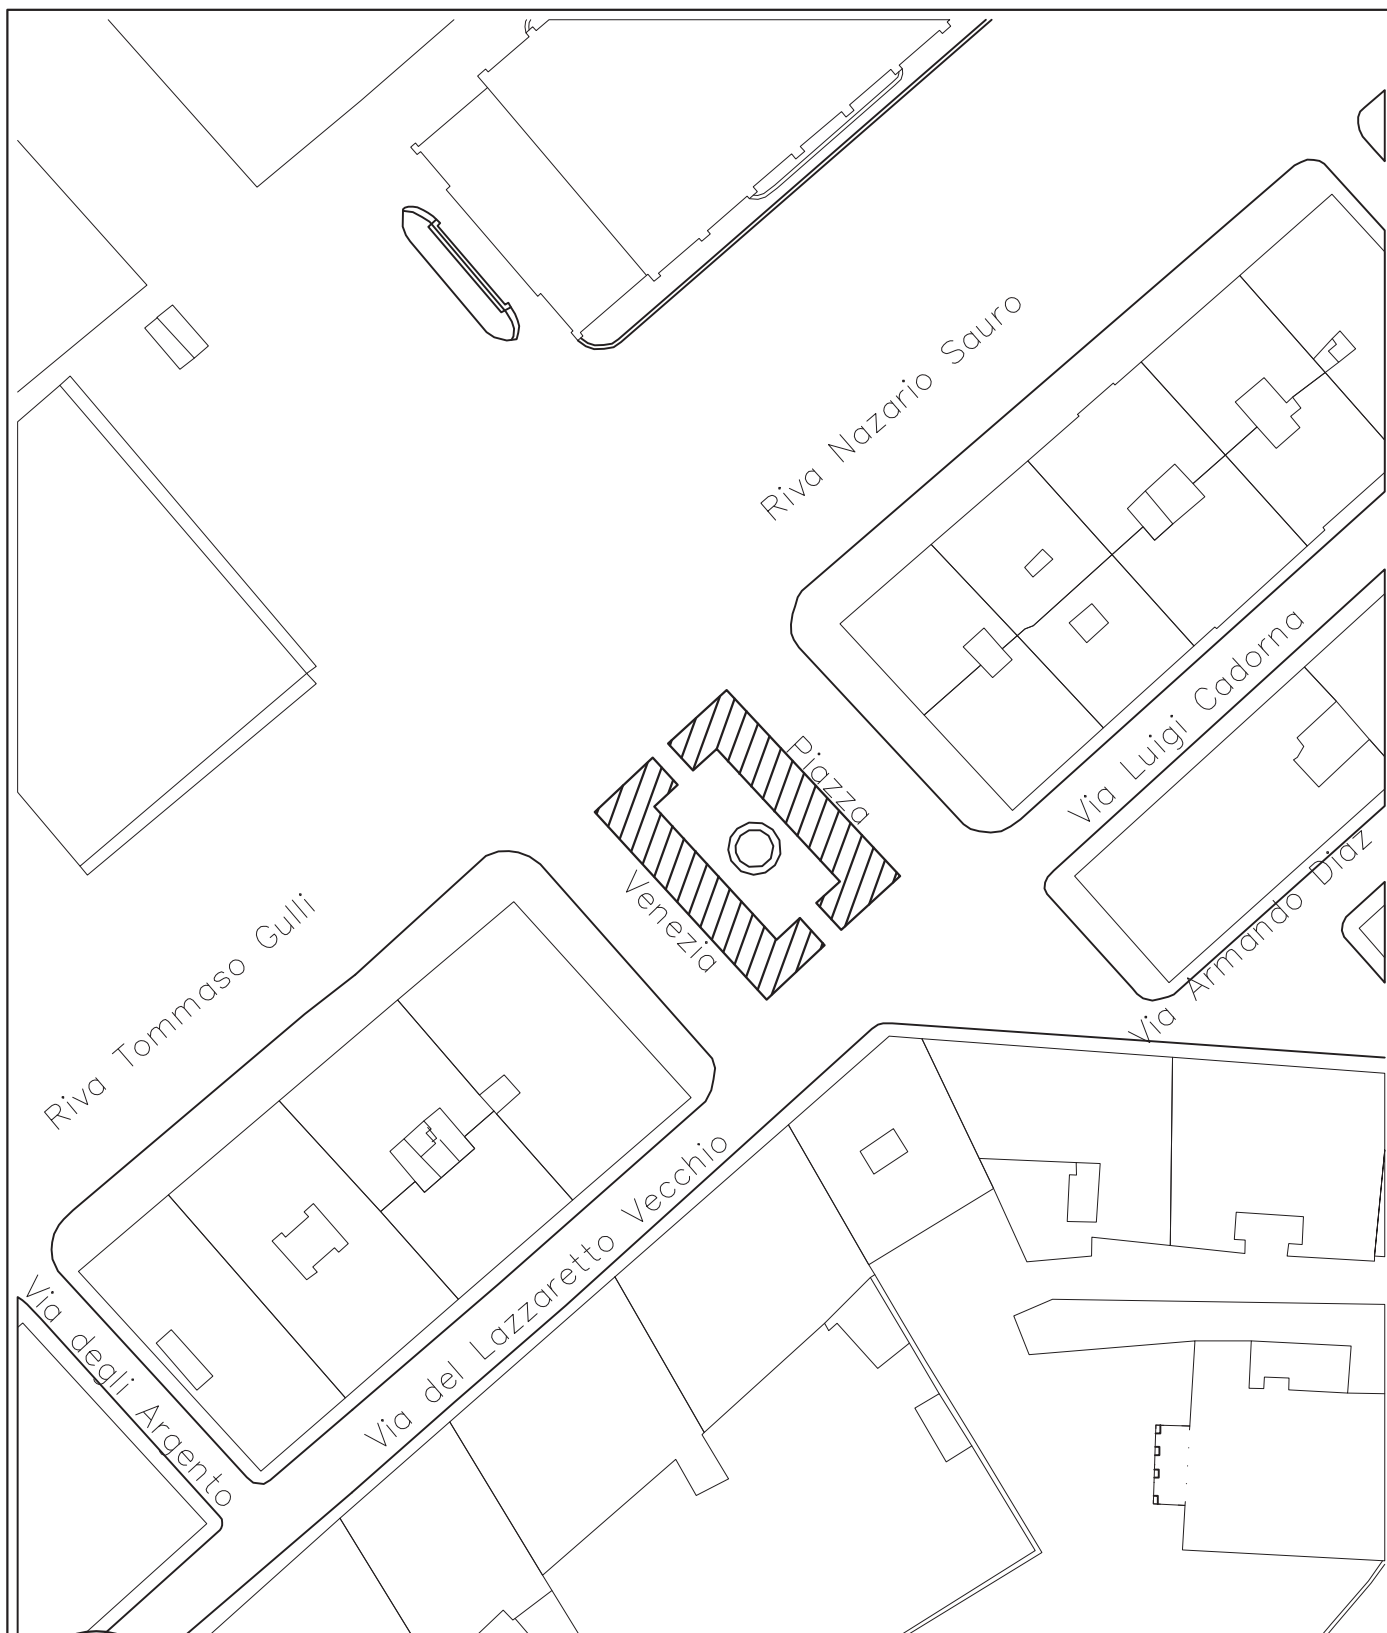 Riva Nazario Sauro
Via Luigi Cadorna
Piazza
Venezia
Via Armando Diaz
Riva Tommaso Gulli
Via del Lazzaretto Vecchio
Via degli Argento